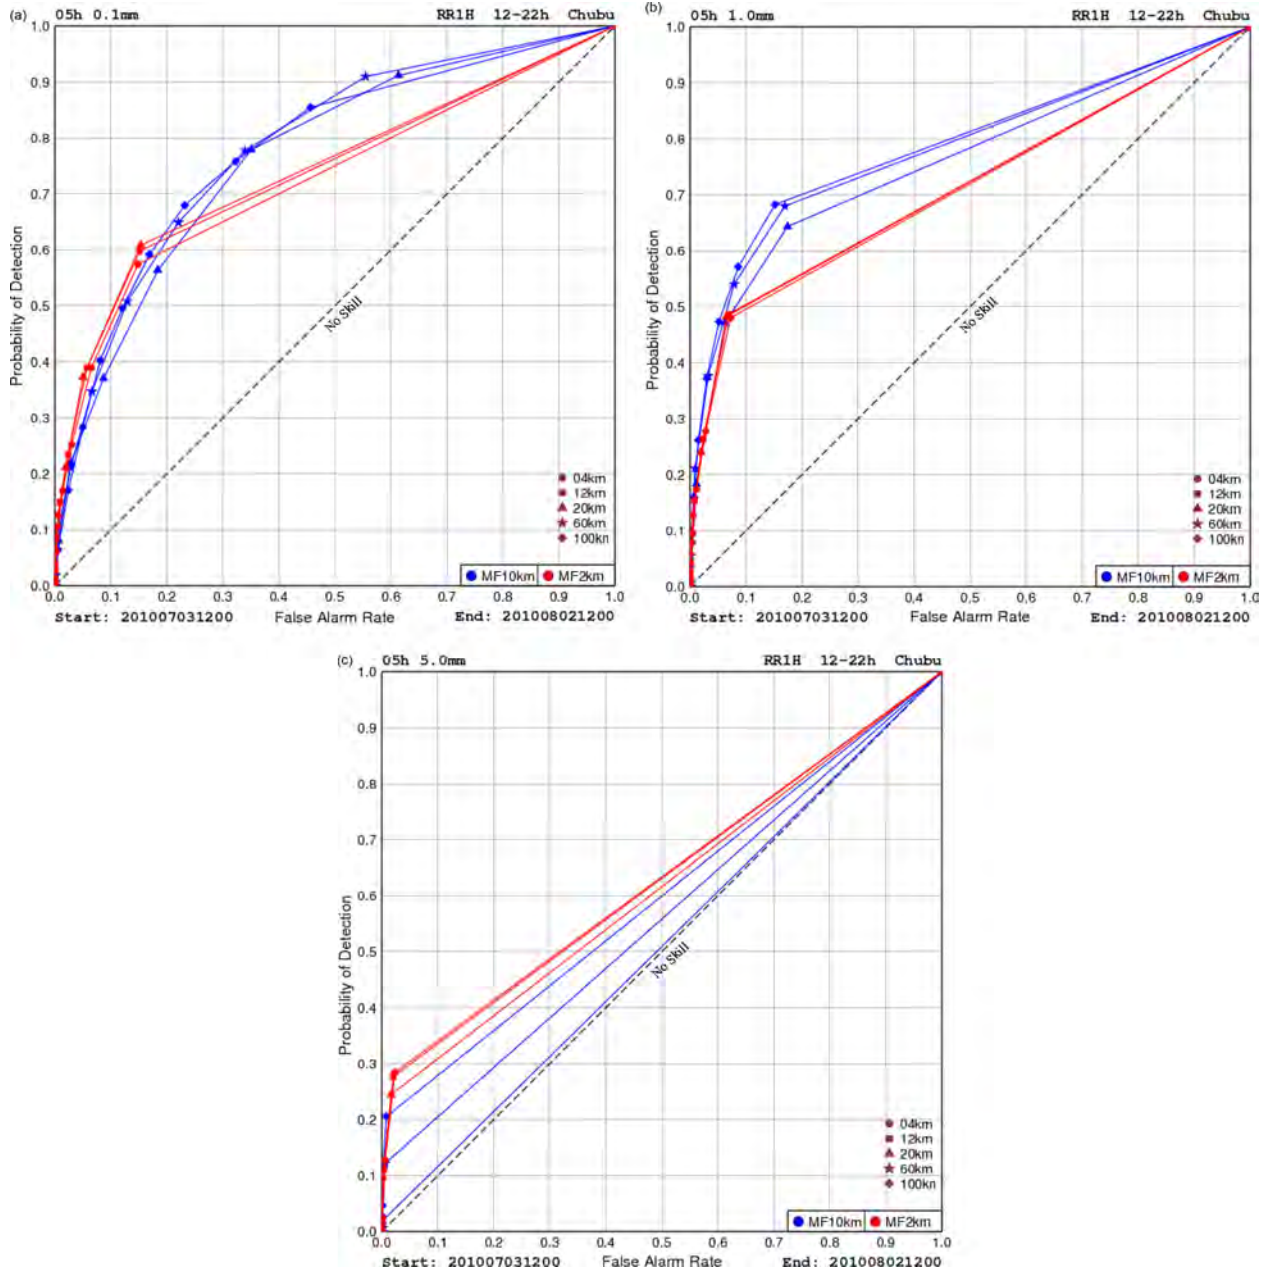 (a) 05h 0.1mm RR1H 12-22h Chubu
1.0
0.9
0.8
0.7
0.6
0.5
0.4
0.3
0.2
0.1
0.0
Probability of Detection
No Skill
04km
12km
20km
60km
100kn
MF10km MF2km
0.0 0.1 0.2 0.3 0.4 0.5 0.6 0.7 0.8 0.9 1.0
Start: 201007031200 False Alarm Rate End: 201008021200
(b) 05h 1.0mm RR1H 12-22h Chubu
1.0
0.9
0.8
0.7
0.6
0.5
0.4
0.3
0.2
0.1
0.0
Probability of Detection
No Skill
04km
12km
20km
60km
100kn
MF10km MF2km
0.0 0.1 0.2 0.3 0.4 0.5 0.6 0.7 0.8 0.9 1.0
Start: 201007031200 False Alarm Rate End: 201008021200
(c) 05h 5.0mm RR1H 12-22h Chubu
1.0
0.9
0.8
0.7
0.6
0.5
0.4
0.3
0.2
0.1
0.0
Probability of Detection
No Skill
04km
12km
20km
60km
100kn
MF10km MF2km
0.0 0.1 0.2 0.3 0.4 0.5 0.6 0.7 0.8 0.9 1.0
Start: 201007031200 False Alarm Rate End: 201008021200